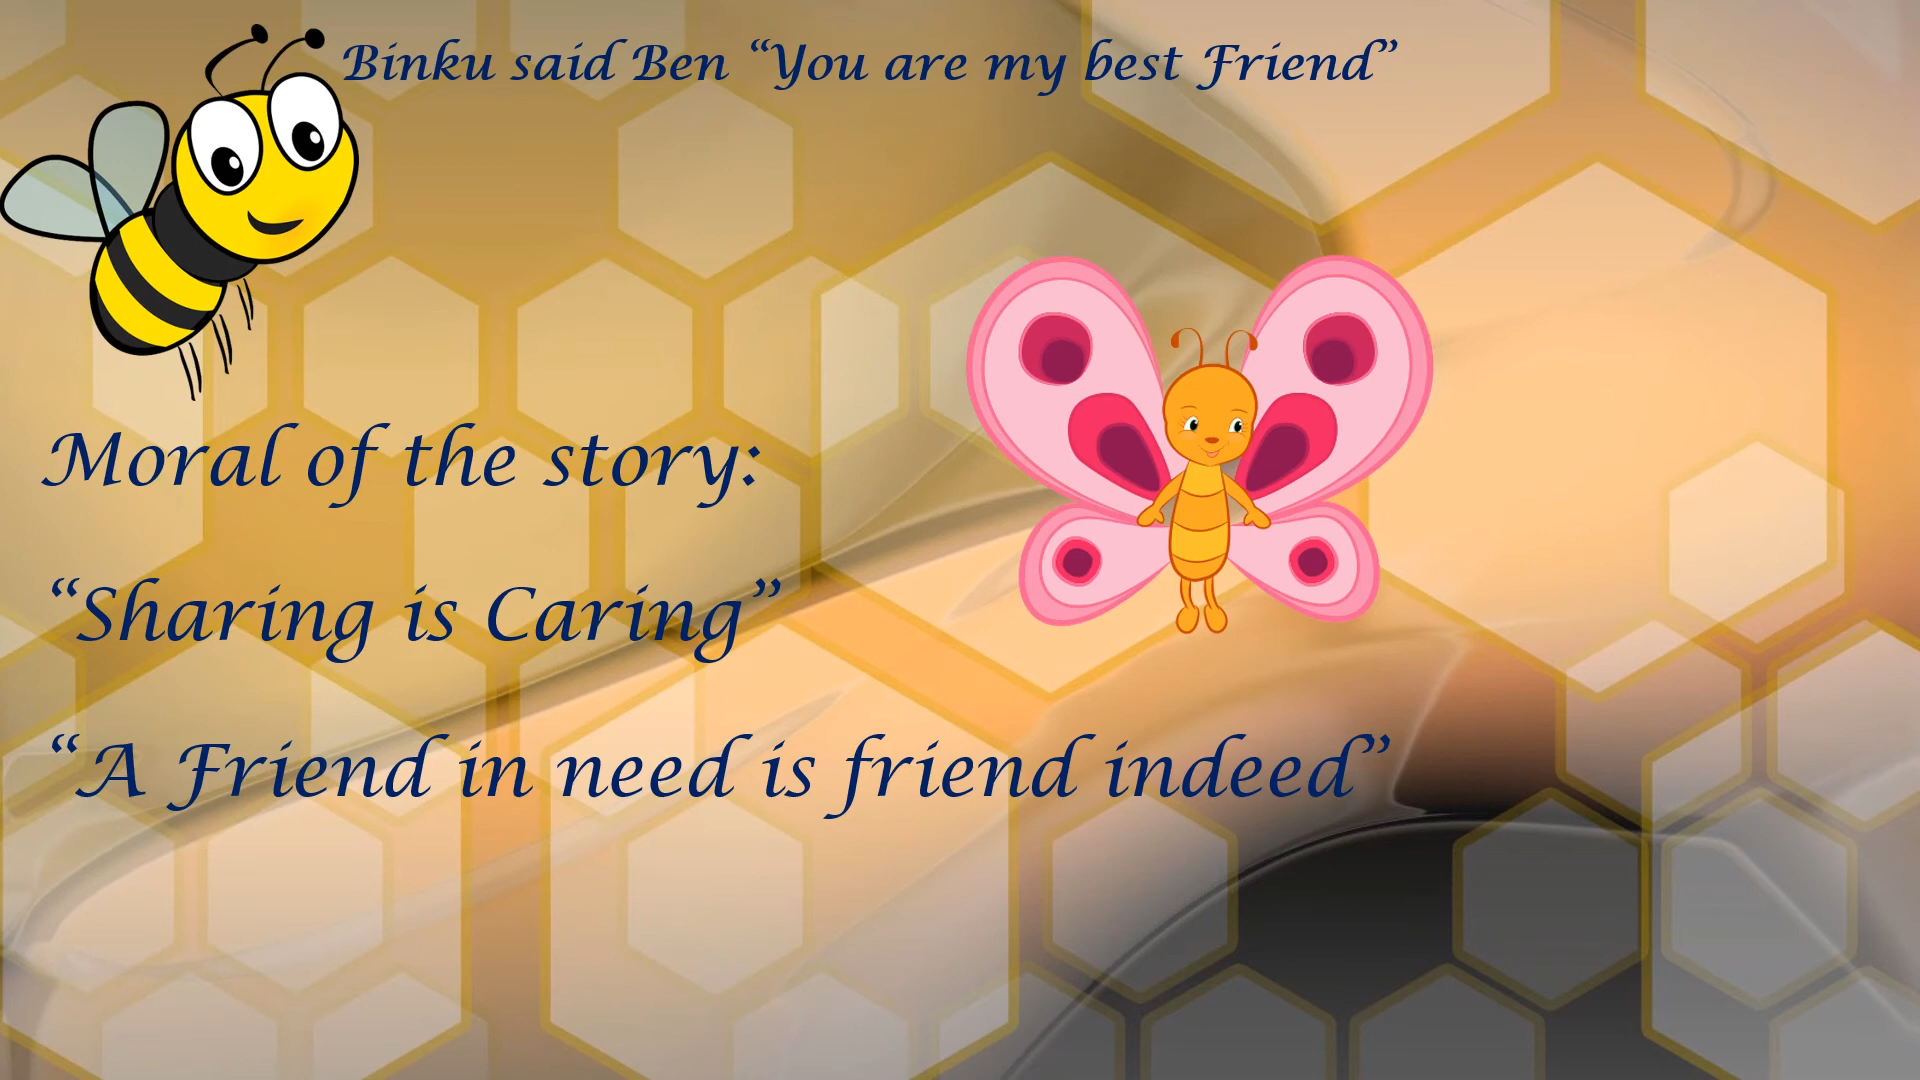 Binku said Ben “You are my best Friend”
Moral of the story:
“Sharing is Caring”
“A Friend in need is friend indeed”